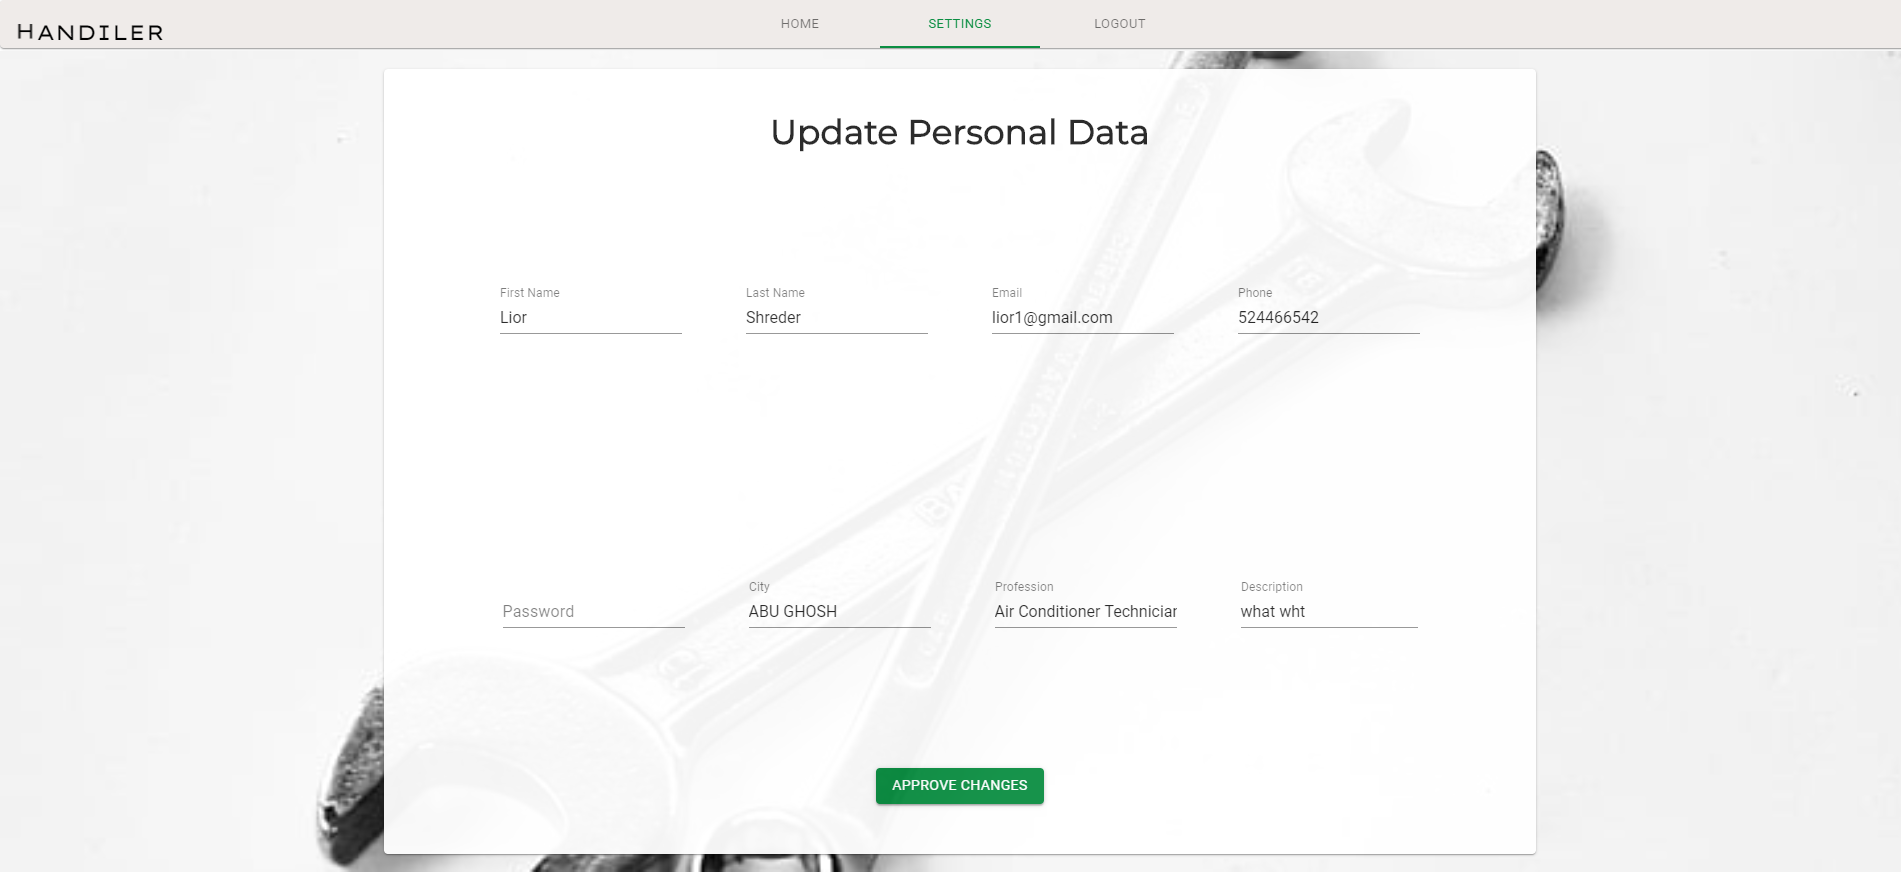 HANDILER
HOME SETTINGS LOGOUT
Update Personal Data
First Name Last Name Email Phone
Lior Shreder lior1@gmail.com 524466542
City Profession Description
Password ABU GHOSH Air Conditioner Technician what wht
APPROVE CHANGES